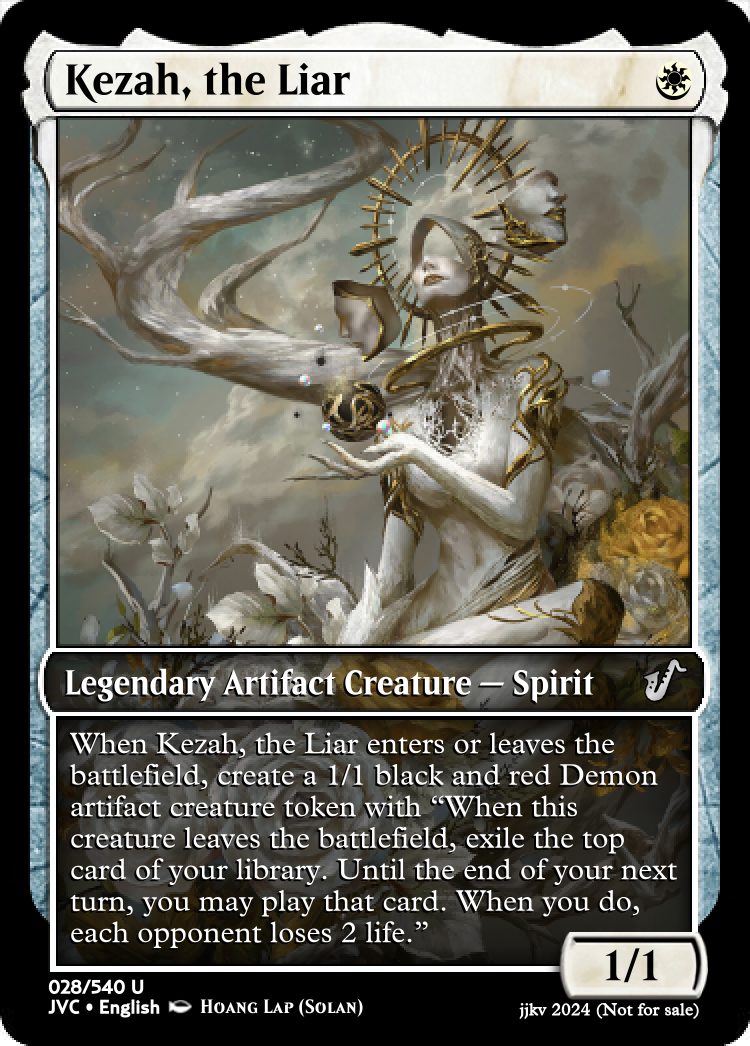 Kezah, the Liar
Legendary Artifact Creature — Spirit
When Kezah, the Liar enters or leaves the
battlefield, create a 1/1 black and red Demon
artifact creature token with “When this
creature leaves the battlefield, exile the top
card of your library. Until the end of your next
turn, you may play that card. When you do,
each opponent loses 2 life.”
1/1
028/540 U
JVC • English Hoang Lap (Solan)
jjkv 2024 (Not for sale)